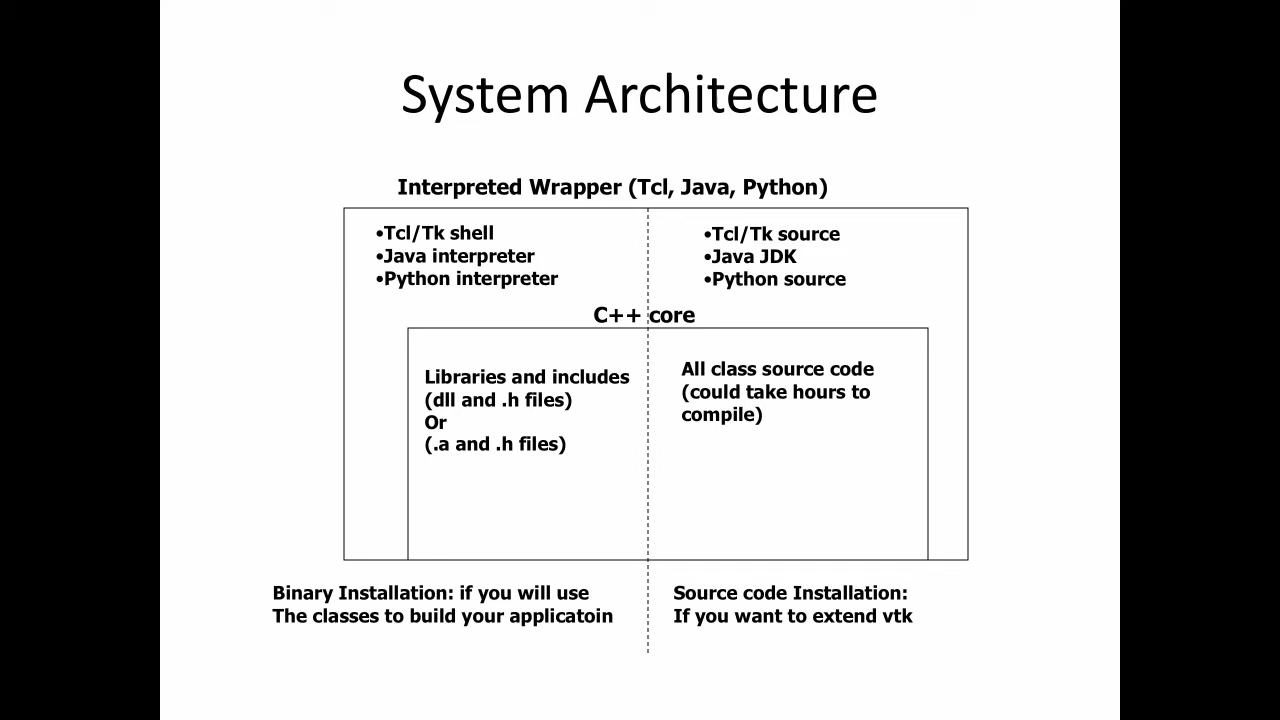 System Architecture
Interpreted Wrapper (Tcl, Java, Python)
•Tcl/Tk shell
•Java interpreter
•Python interpreter
•Tcl/Tk source
•Java JDK
•Python source
C++ core
Libraries and includes
(dll and .h files)
Or
(.a and .h files)
All class source code
(could take hours to
compile)
Binary Installation: if you will use
The classes to build your applicatoin
Source code Installation:
If you want to extend vtk